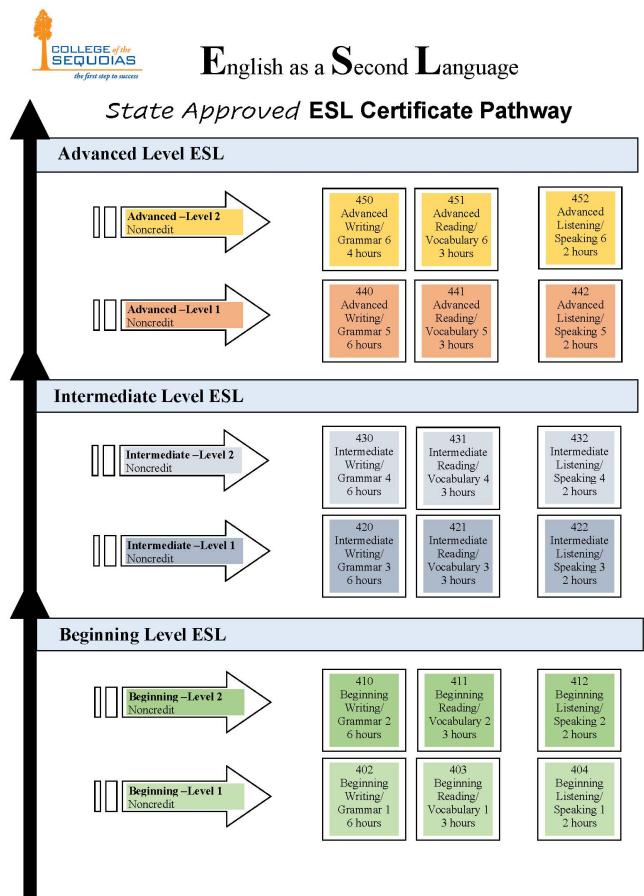 COLLEGE of the
SEQUOIAS
the first step to success
English as a Second Language
State Approved ESL Certificate Pathway
Advanced Level ESL
Advanced –Level 2
Noncredit
450
Advanced
Writing/
Grammar 6
4 hours
451
Advanced
Reading/
Vocabulary 6
3 hours
452
Advanced
Listening/
Speaking 6
2 hours
Advanced –Level 1
Noncredit
440
Advanced
Writing/
Grammar 5
6 hours
441
Advanced
Reading/
Vocabulary 5
3 hours
442
Advanced
Listening/
Speaking 5
2 hours
Intermediate Level ESL
Intermediate –Level 2
Noncredit
430
Intermediate
Writing/
Grammar 4
6 hours
431
Intermediate
Reading/
Vocabulary 4
3 hours
432
Intermediate
Listening/
Speaking 4
2 hours
Intermediate –Level 1
Noncredit
420
Intermediate
Writing/
Grammar 3
6 hours
421
Intermediate
Reading/
Vocabulary 3
3 hours
422
Intermediate
Listening/
Speaking 3
2 hours
Beginning Level ESL
Beginning –Level 2
Noncredit
410
Beginning
Writing/
Grammar 2
6 hours
411
Beginning
Reading/
Vocabulary 2
3 hours
412
Beginning
Listening/
Speaking 2
2 hours
Beginning –Level 1
Noncredit
402
Beginning
Writing/
Grammar 1
6 hours
403
Beginning
Reading/
Vocabulary 1
3 hours
404
Beginning
Listening/
Speaking 1
2 hours